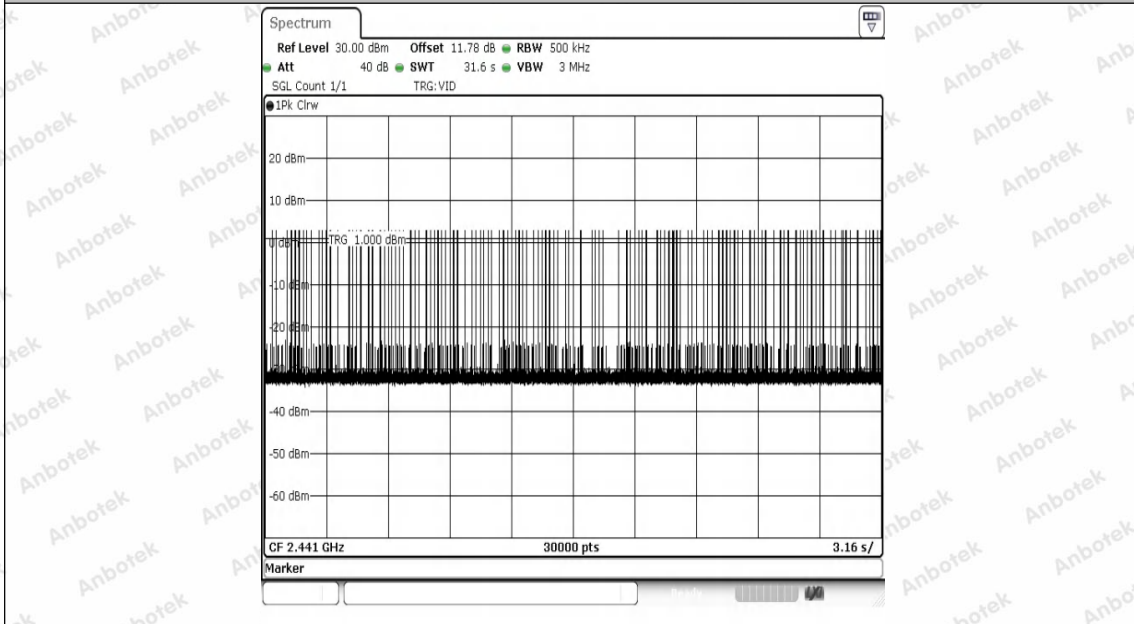 Spectrum
Ref Level 30.00 dBm Offset 11.78 dB RBW 500 kHz
Att 40 dB SWT 31.6 s VBW 3 MHz
SGL Count 1/1 TRG: VID
1Pk Clrw
20 dBm
10 dBm
TRG 1.000 dBm
-10 dBm
-20 dBm
-40 dBm
-50 dBm
-60 dBm
CF 2.441 GHz 30000 pts 3.16 s/
Marker
Anbotek